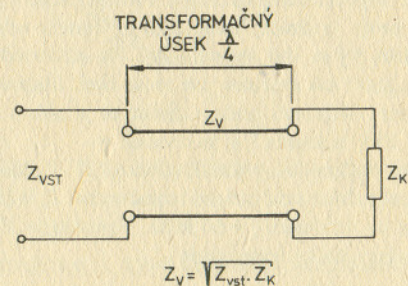 TRANSFORMAČNÝ
ÚSEK λ/4
Z_V
Z_VST
Z_K
Z_V = √(Z_vst. Z_K)